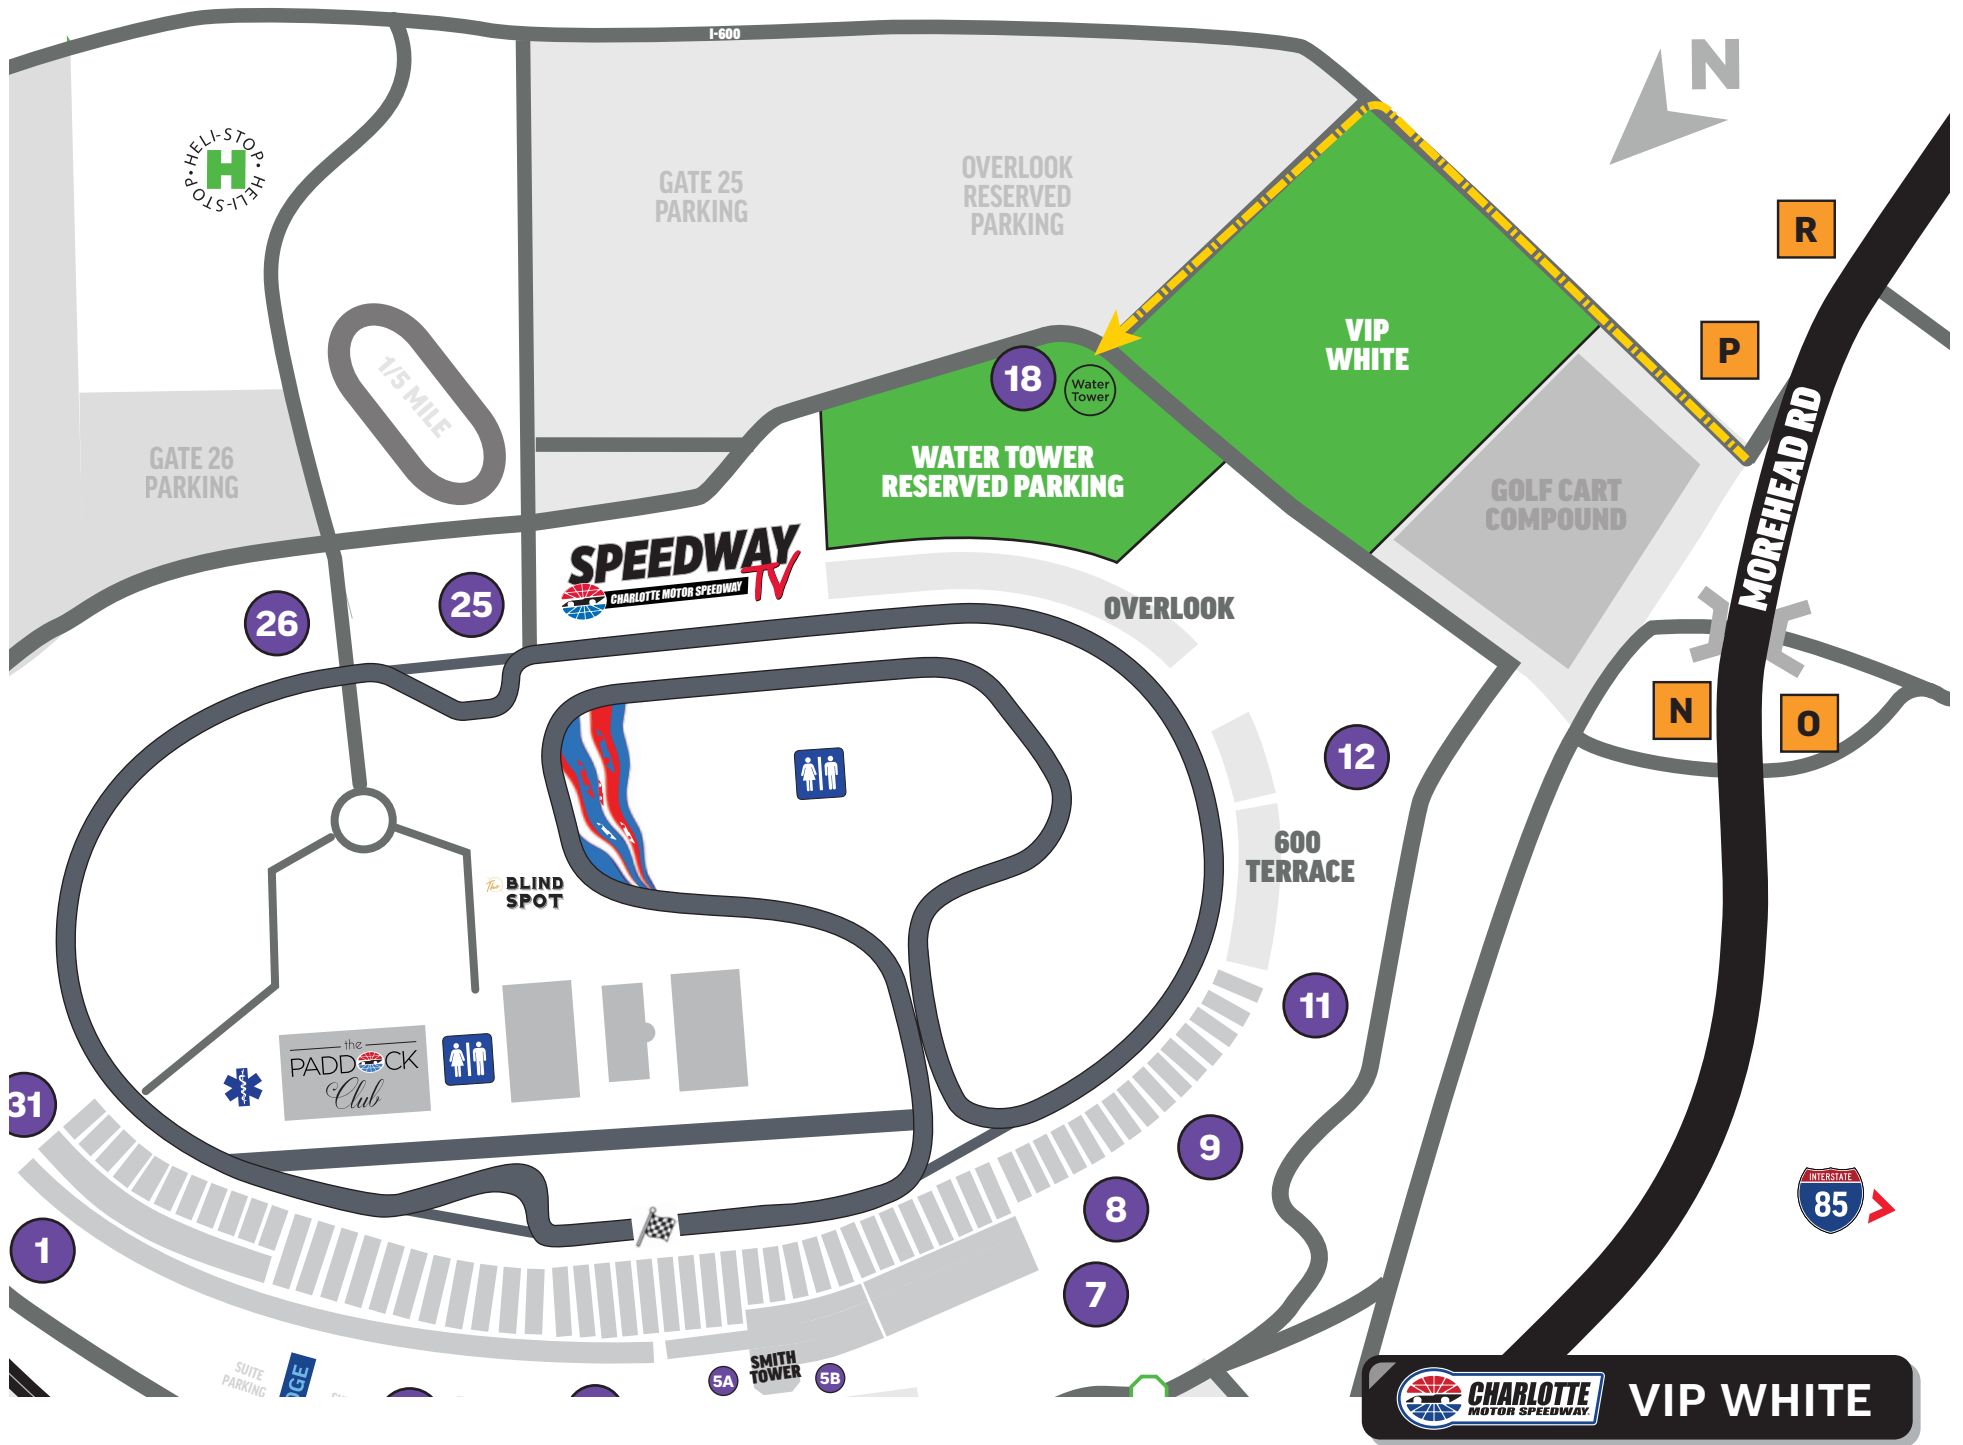 I-600
N
HELI-STOP
HELI-STOP
H
GATE 25
PARKING
OVERLOOK
RESERVED
PARKING
R
P
VIP
WHITE
1/5 MILE
18
Water
Tower
GATE 26
PARKING
WATER TOWER
RESERVED PARKING
GOLF CART
COMPOUND
MOREHEAD RD
SPEEDWAY
TV
CHARLOTTE MOTOR SPEEDWAY
26
25
OVERLOOK
N
O
12
600
TERRACE
The
BLIND
SPOT
11
the
PADDOCK
Club
31
9
8
1
7
INTERSTATE
85
SUITE
PARKING
SMITH
TOWER
5A
5B
CHARLOTTE
MOTOR SPEEDWAY
VIP WHITE